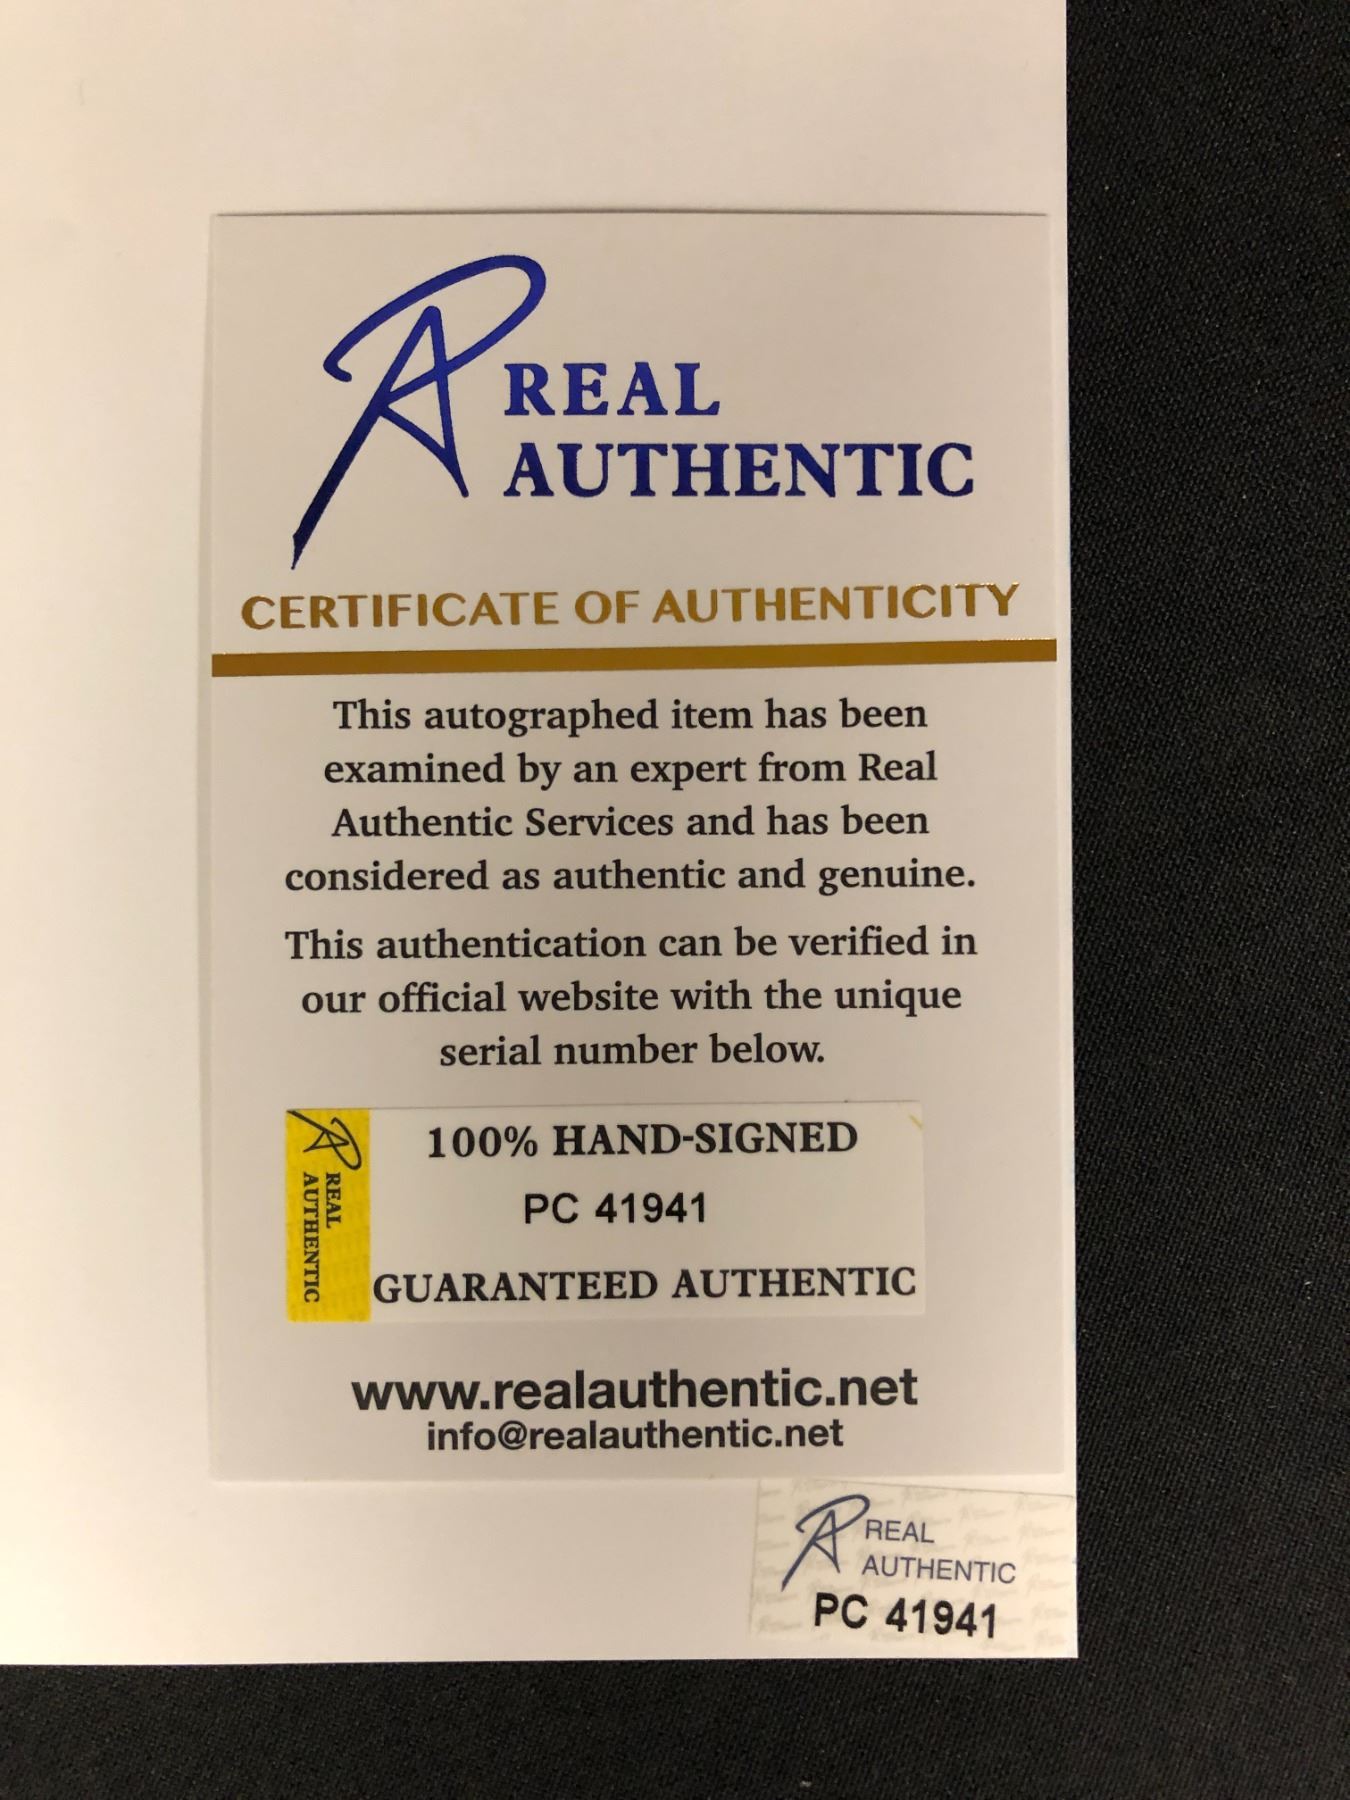 REAL
AUTHENTIC
CERTIFICATE OF AUTHENTICITY
This autographed item has been
examined by an expert from Real
Authentic Services and has been
considered as authentic and genuine.
This authentication can be verified in
our official website with the unique
serial number below.
REAL
AUTHENTIC
100% HAND-SIGNED
PC 41941
GUARANTEED AUTHENTIC
www.realauthentic.net
info@realauthentic.net
REAL
AUTHENTIC
PC 41941